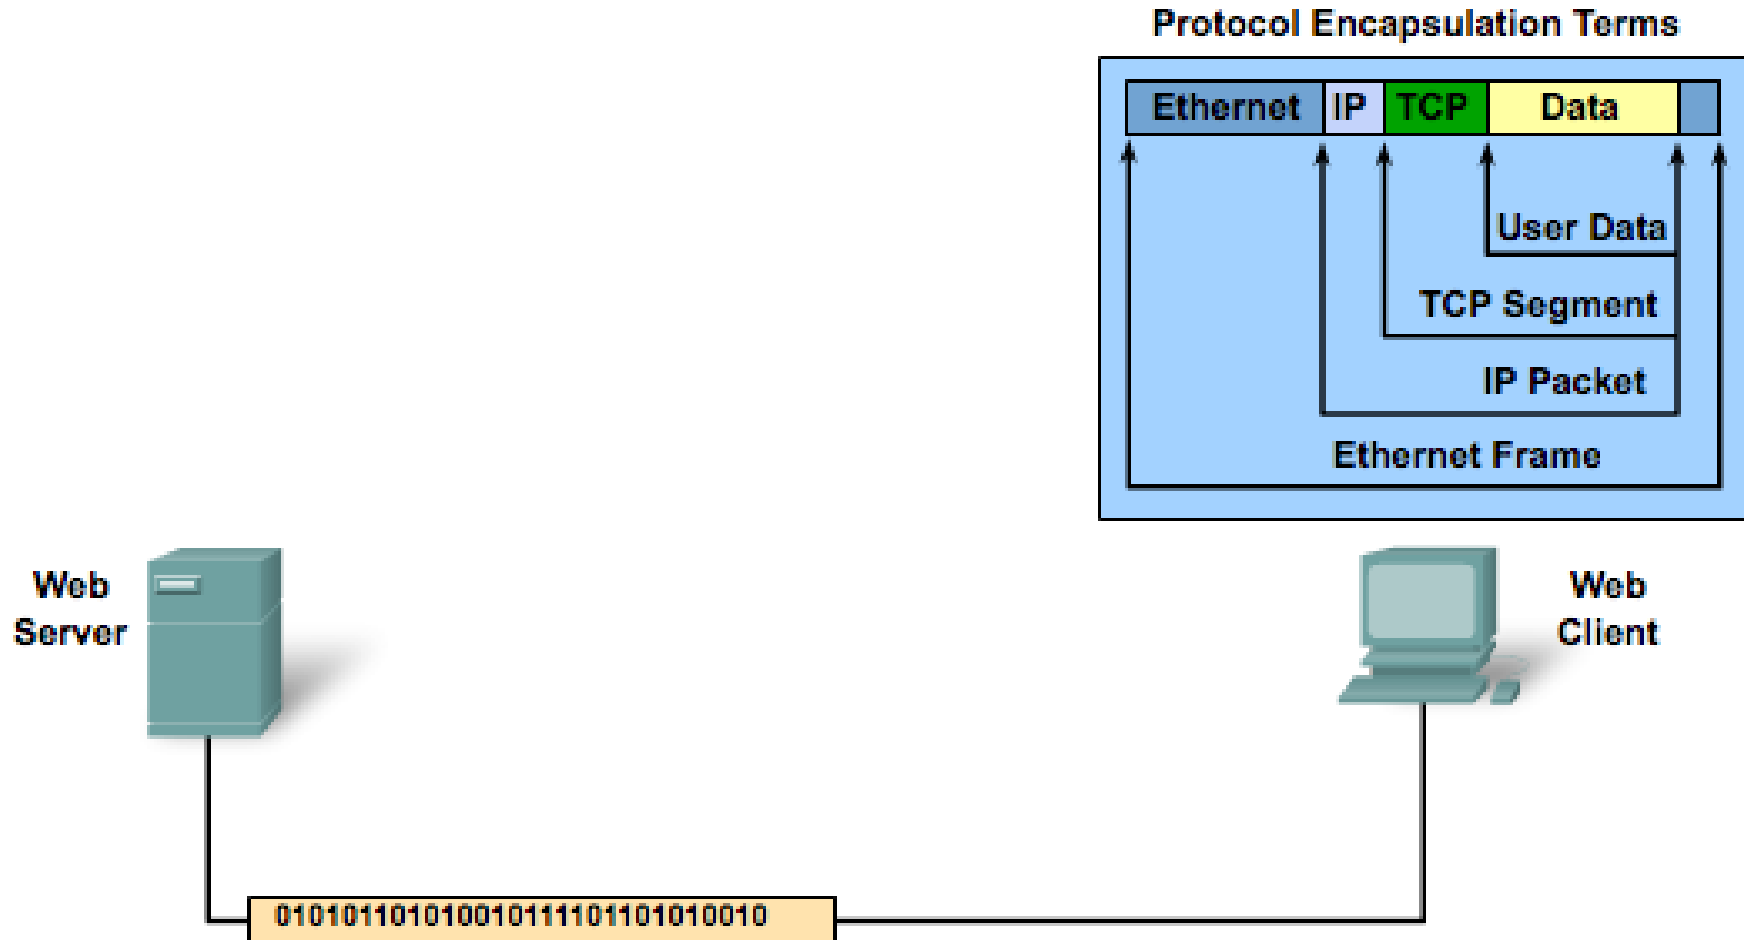 Protocol Encapsulation Terms
Ethernet IP TCP Data
User Data
TCP Segment
IP Packet
Ethernet Frame
Web
Server
Web
Client
0101011010100101111011010010